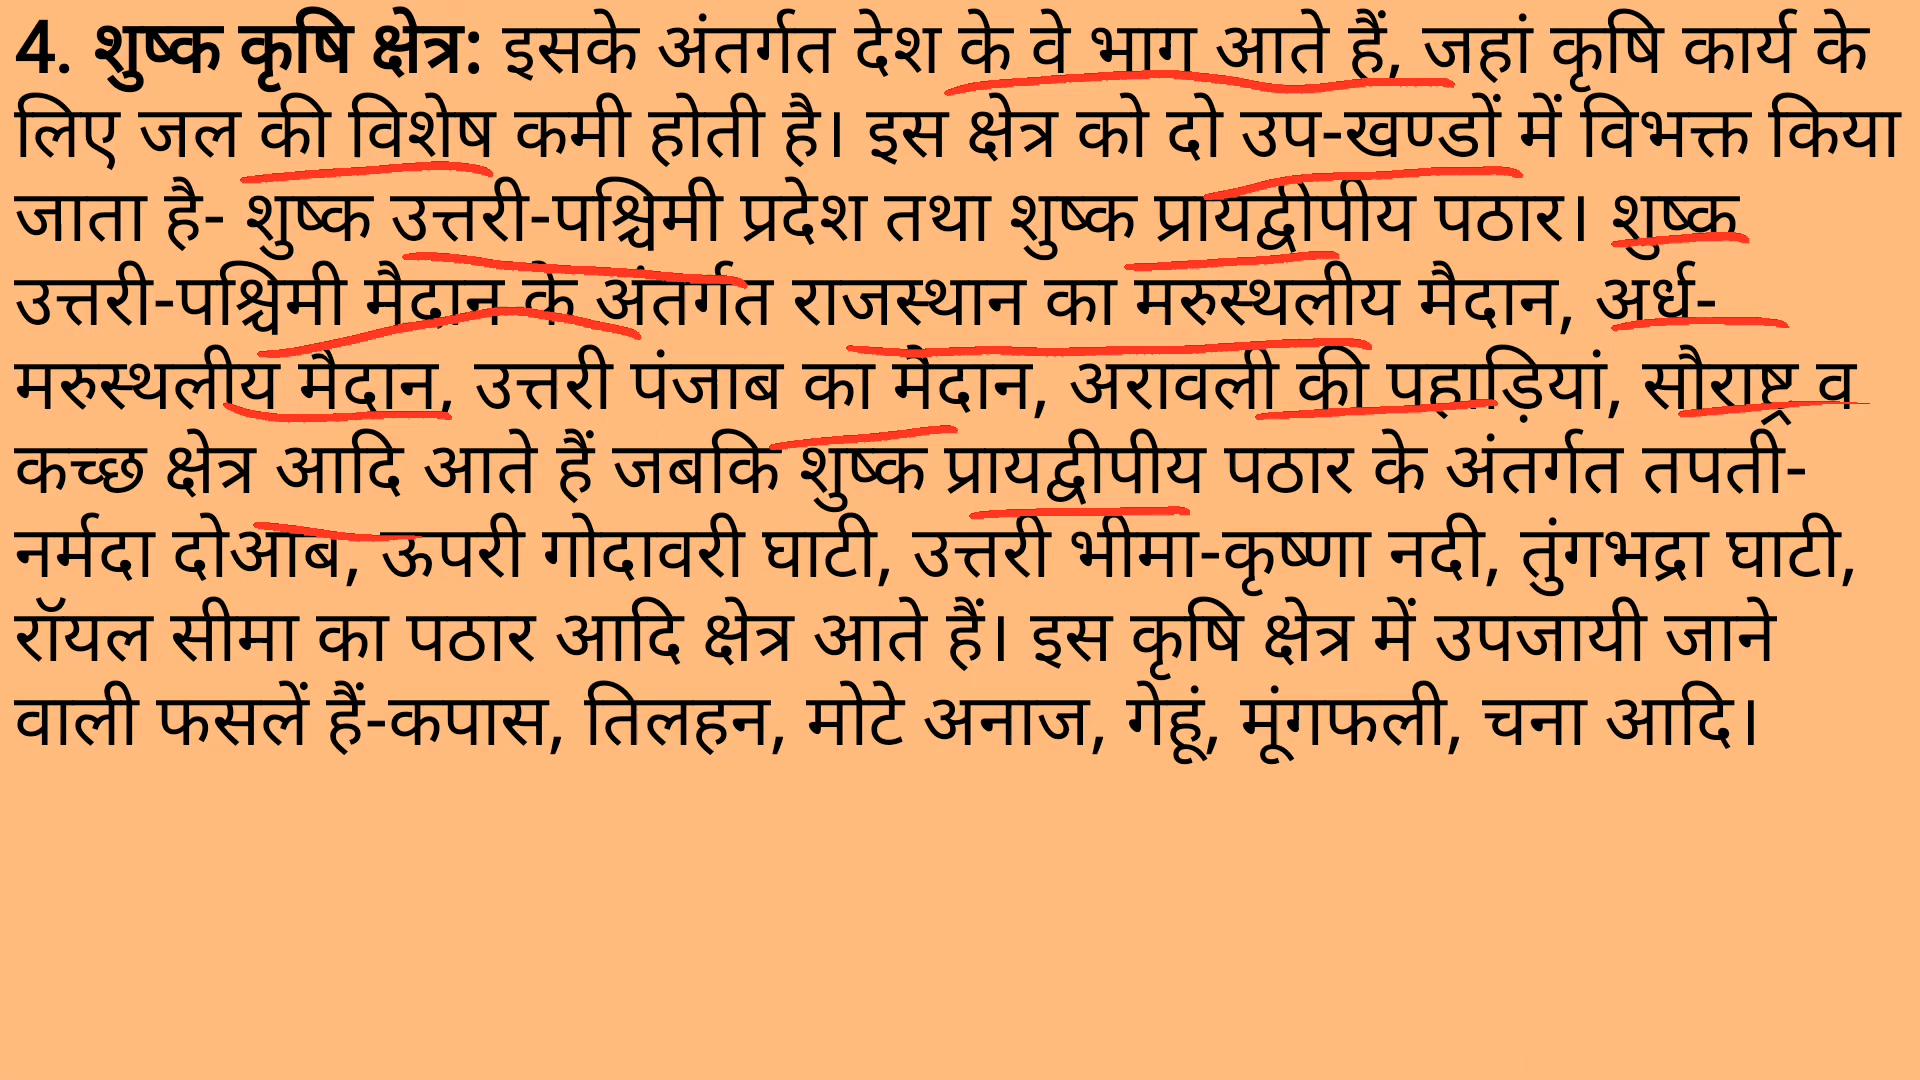 4. शुष्क कृषि क्षेत्र: इसके अंतर्गत देश के वे भाग आते हैं, जहां कृषि कार्य के
लिए जल की विशेष कमी होती है। इस क्षेत्र को दो उप-खण्डों में विभक्त किया
जाता है- शुष्क उत्तरी-पश्चिमी प्रदेश तथा शुष्क प्रायद्वीपीय पठार। शुष्क
उत्तरी-पश्चिमी मैदान के अंतर्गत राजस्थान का मरुस्थलीय मैदान, अर्ध-
मरुस्थलीय मैदान, उत्तरी पंजाब का मैदान, अरावली की पहाड़ियां, सौराष्ट्र व
कच्छ क्षेत्र आदि आते हैं जबकि शुष्क प्रायद्वीपीय पठार के अंतर्गत तपती-
नर्मदा दोआब, ऊपरी गोदावरी घाटी, उत्तरी भीमा-कृष्णा नदी, तुंगभद्रा घाटी,
रॉयल सीमा का पठार आदि क्षेत्र आते हैं। इस कृषि क्षेत्र में उपजायी जाने
वाली फसलें हैं-कपास, तिलहन, मोटे अनाज, गेहूं, मूंगफली, चना आदि।